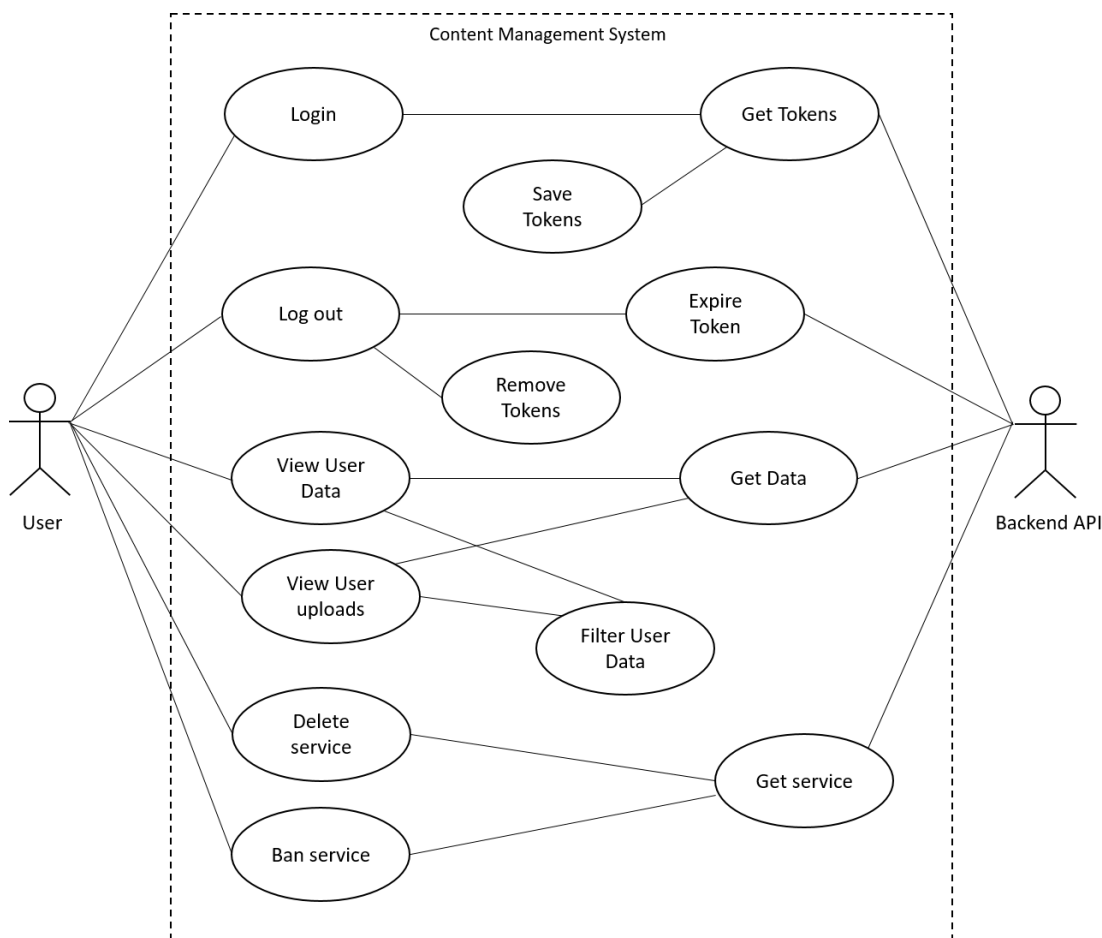 Content Management System
Login
Get Tokens
Save
Tokens
Log out
Expire
Token
Remove
Tokens
View User
Data
Get Data
User
Backend API
View User
uploads
Filter User
Data
Delete
service
Get service
Ban service